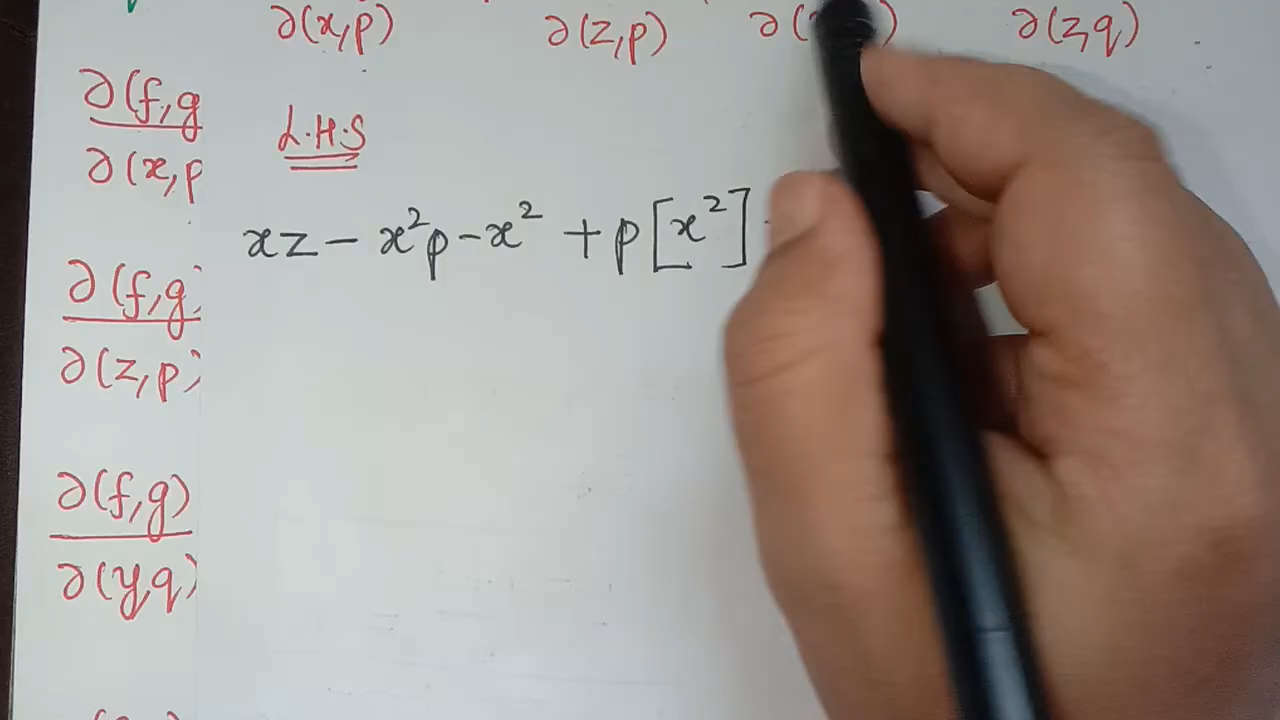 ∂(x,p) ∂(z,p) ∂( ) ∂(z,q)
∂(f,g
∂(x,p
L.H.S
xz - x²p - x² + p[x²]
∂(f,g)
∂(z,p)
∂(f,g)
∂(y,q)